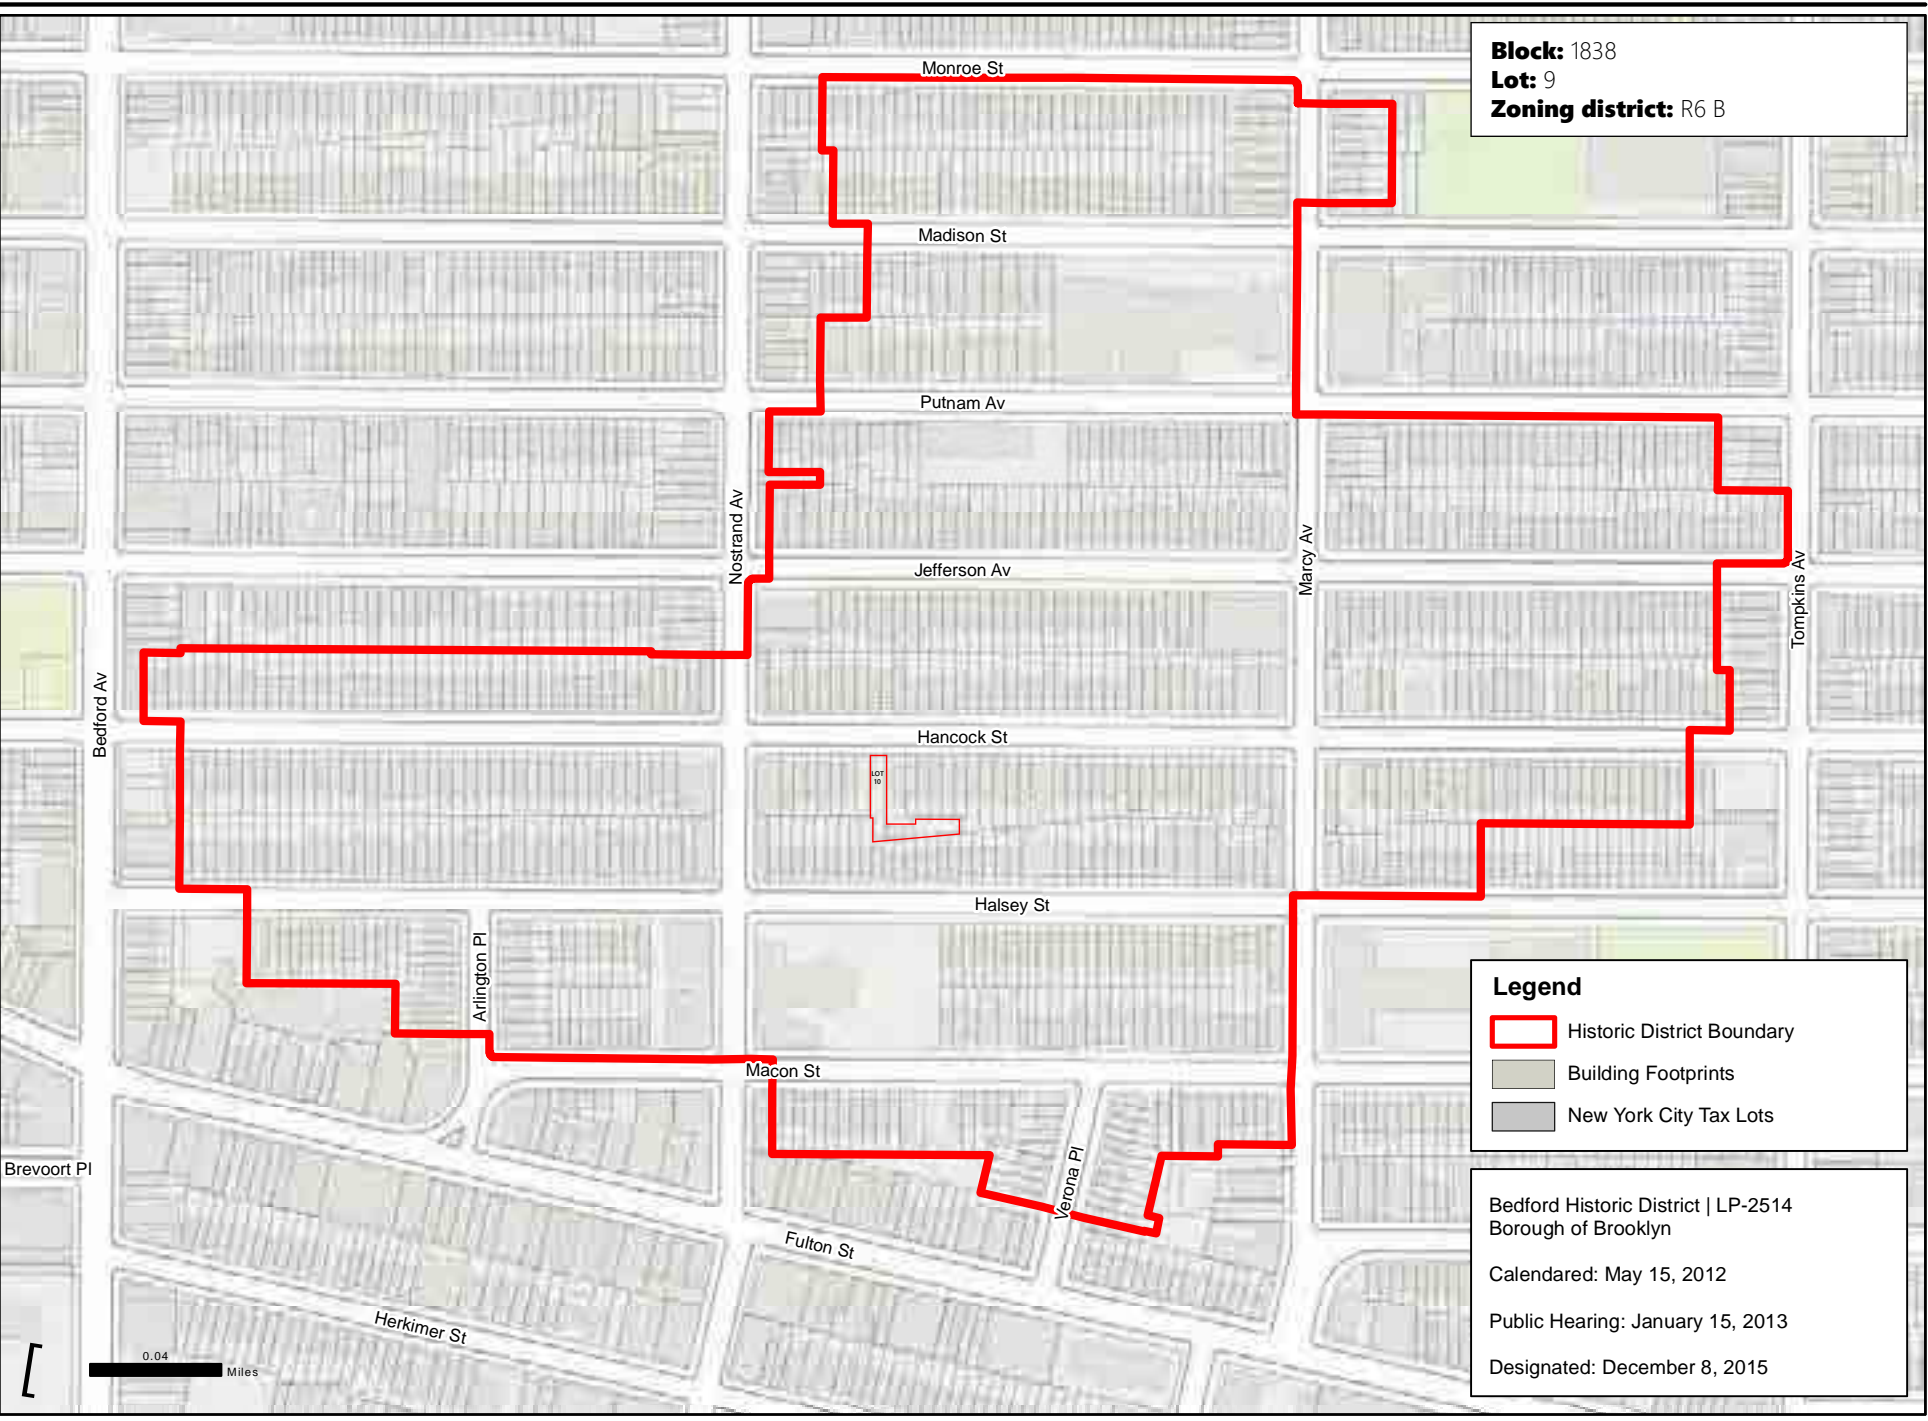 Block: 1838
Lot: 9
Zoning district: R6 B
Monroe St
Madison St
Putnam Av
Nostrand Av
Marcy Av
Jefferson Av
Tompkins Av
Bedford Av
Hancock St
LOT
10
Halsey St
Arlington Pl
Macon St
Verona Pl
Brevoort Pl
Fulton St
Herkimer St
[
0.04
Miles
Legend
Historic District Boundary
Building Footprints
New York City Tax Lots
Bedford Historic District | LP-2514
Borough of Brooklyn
Calendared: May 15, 2012
Public Hearing: January 15, 2013
Designated: December 8, 2015